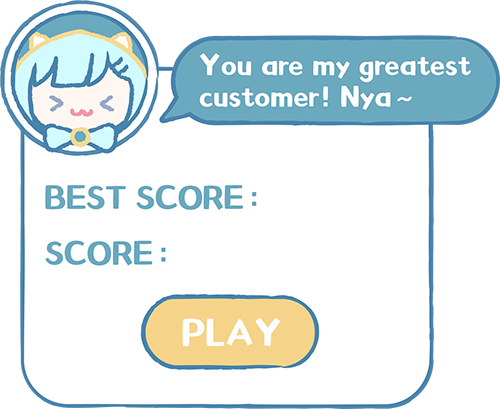 You are my greatest
customer! Nya~
BEST SCORE:
SCORE:
PLAY